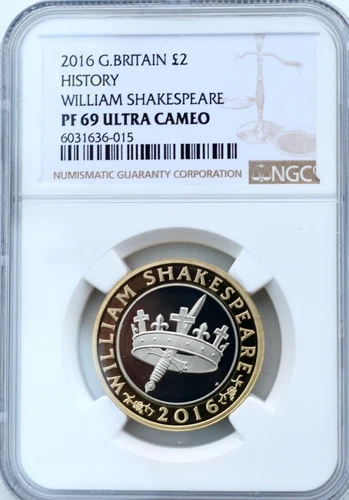 2016 G.BRITAIN £2
HISTORY
WILLIAM SHAKESPEARE
PF 69 ULTRA CAMEO
6031636-015
NUMISMATIC GUARANTY CORPORATION
NGC
WILLIAM SHAKESPEARE
2016